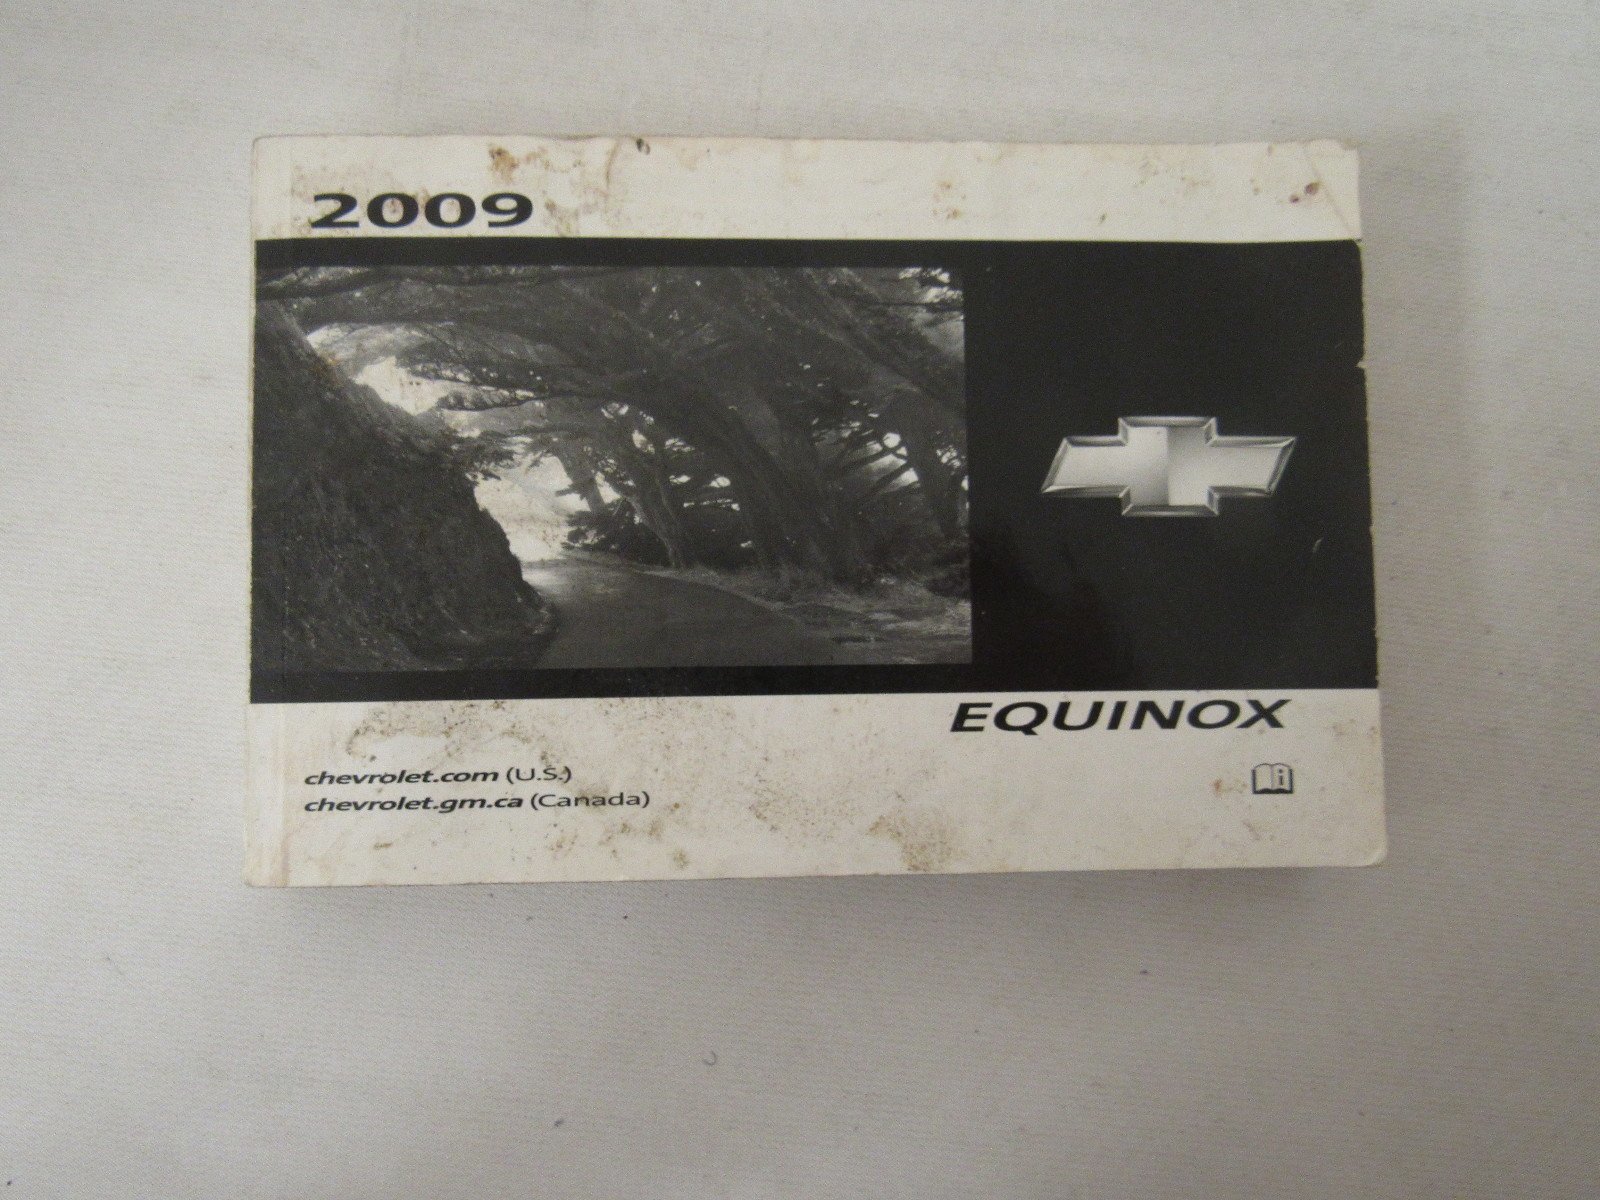 2009
EQUINOX
chevrolet.com (U.S.)
chevrolet.gm.ca (Canada)
i